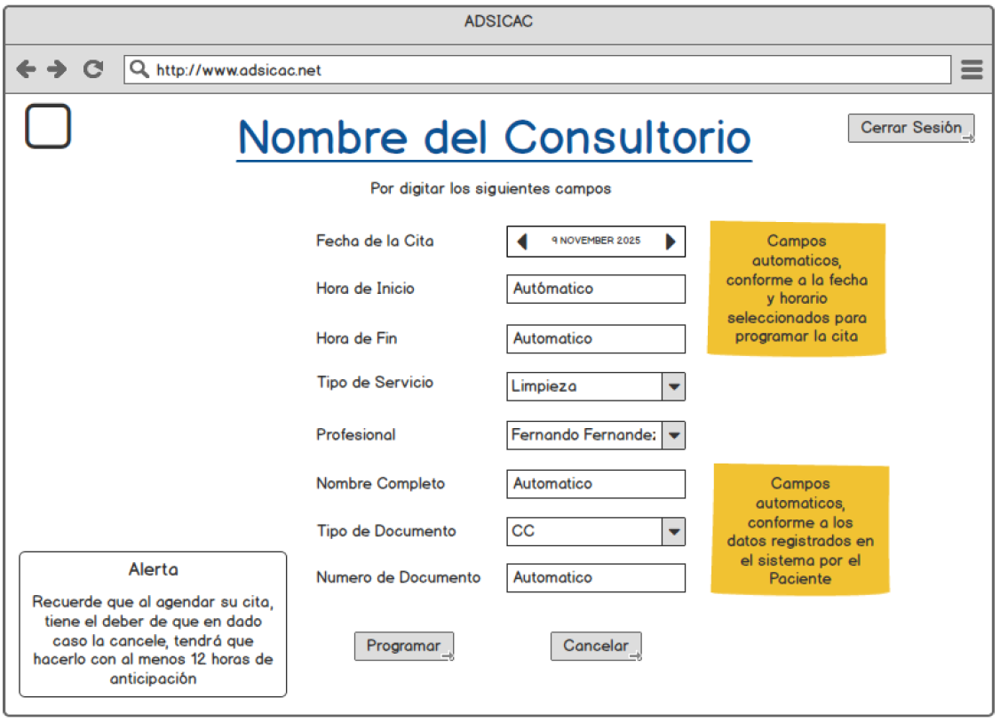 ADSICAC
http://www.adsicac.net
Nombre del Consultorio
Cerrar Sesión
Por digitar los siguientes campos
Fecha de la Cita
9 NOVEMBER 2025
Hora de Inicio
Autómatico
Hora de Fin
Automatico
Campos
automaticos,
conforme a la fecha
y horario
seleccionados para
programar la cita
Tipo de Servicio
Limpieza
Profesional
Fernando Fernandez
Nombre Completo
Automatico
Tipo de Documento
CC
Numero de Documento
Automatico
Campos
automaticos,
conforme a los
datos registrados en
el sistema por el
Paciente
Alerta
Recuerde que al agendar su cita,
tiene el deber de que en dado
caso la cancele, tendrá que
hacerlo con al menos 12 horas de
anticipación
Programar
Cancelar